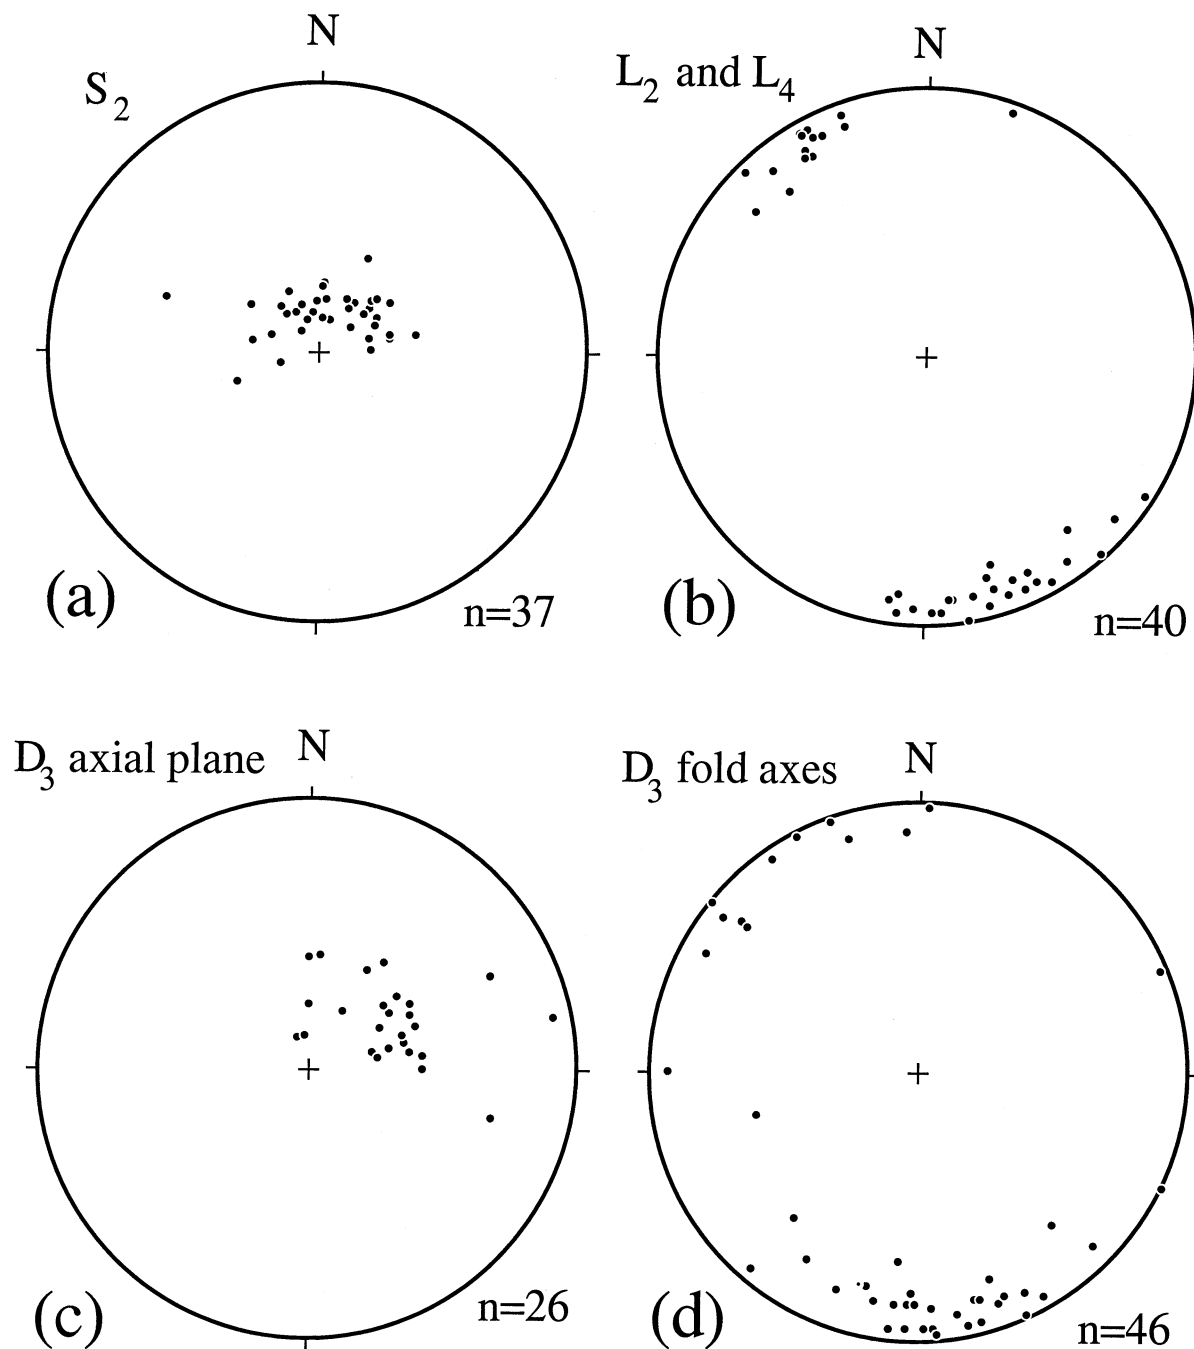 N
S2
(a)
n=37
N
L2 and L4
(b)
n=40
D3 axial plane
N
(c)
n=26
D3 fold axes
N
(d)
n=46